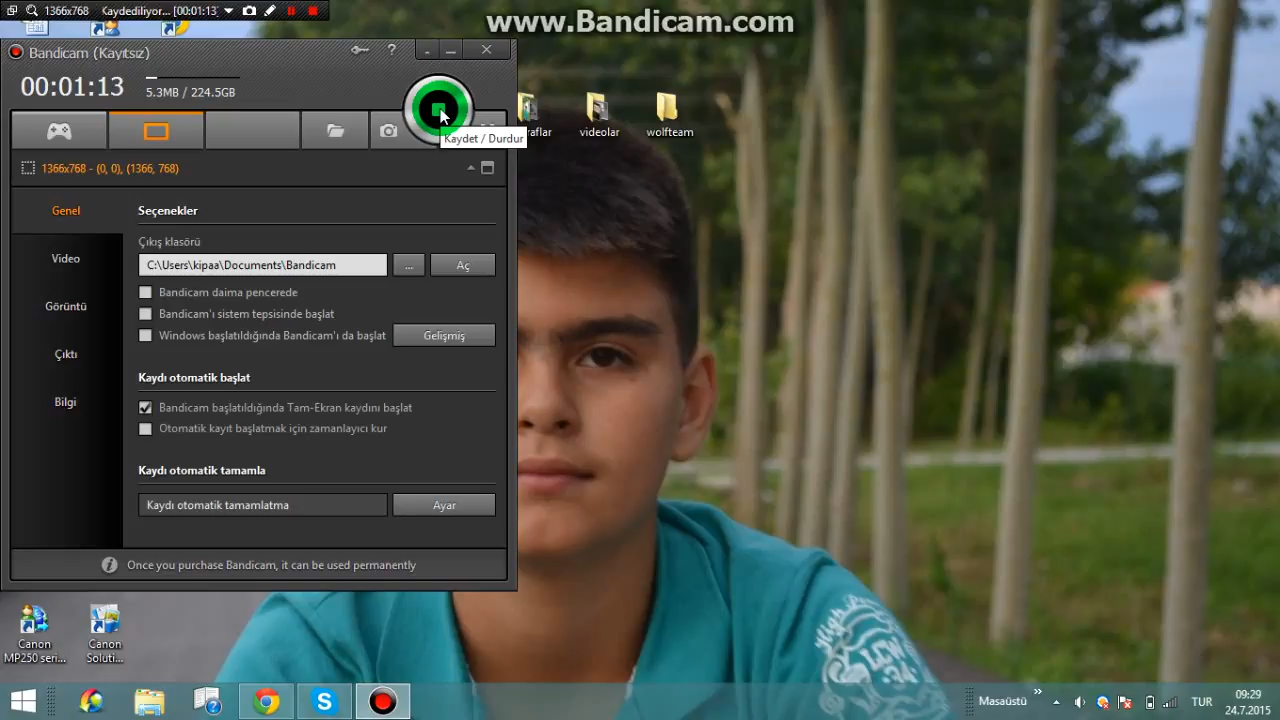 1366x768 Kaydediliyor... [00:01:13]
www.Bandicam.com
Bandicam (Kayıtsız)
?
00:01:13
5.3MB / 224.5GB
Kaydet / Durdur
videolar
wolfteam
1366x768 - (0, 0), (1366, 768)
Genel
Video
Görüntü
Çıktı
Bilgi
Seçenekler
Çıkış klasörü
C:\Users\kipaa\Documents\Bandicam
...
Aç
Bandicam daima pencerede
Bandicam'ı sistem tepsisinde başlat
Windows başlatıldığında Bandicam'ı da başlat
Gelişmiş
Kaydı otomatik başlat
Bandicam başlatıldığında Tam-Ekran kaydını başlat
Otomatik kayıt başlatmak için zamanlayıcı kur
Kaydı otomatik tamamla
Kaydı otomatik tamamlatma
Ayar
Once you purchase Bandicam, it can be used permanently
Canon
MP250 seri...
Canon
Soluti...
Masaüstü
TUR
09:29
24.7.2015